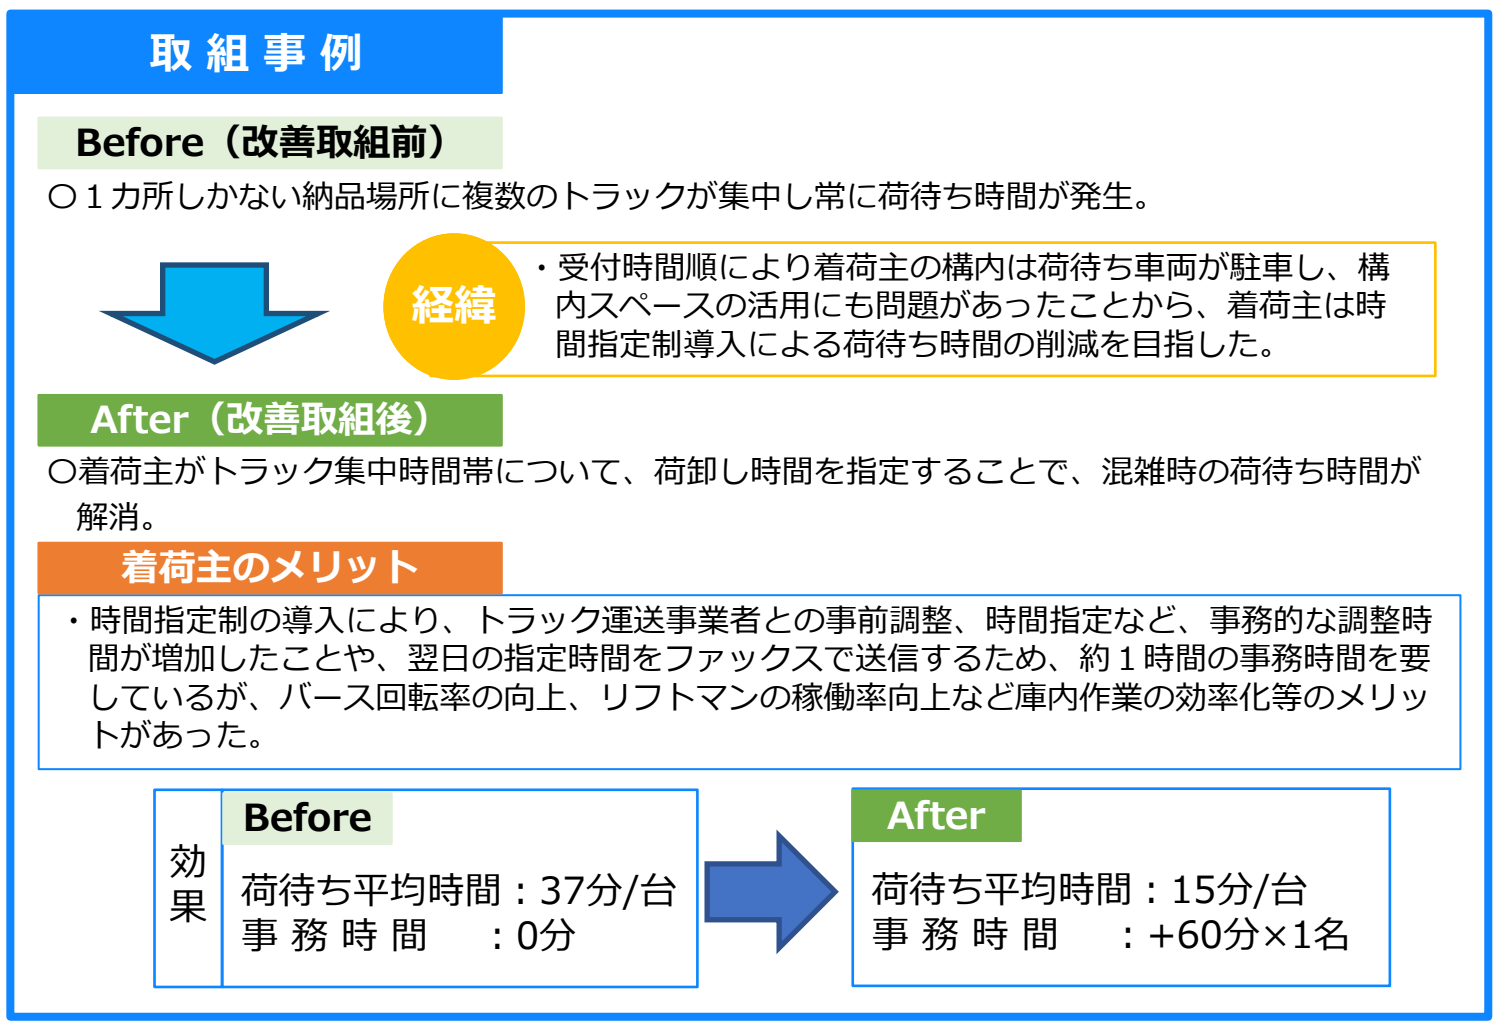 取組事例
Before（改善取組前）
〇１カ所しかない納品場所に複数のトラックが集中し常に荷待ち時間が発生。
経緯
・受付時間順により着荷主の構内は荷待ち車両が駐車し、構
内スペースの活用にも問題があったことから、着荷主は時
間指定制導入による荷待ち時間の削減を目指した。
After（改善取組後）
〇着荷主がトラック集中時間帯について、荷卸し時間を指定することで、混雑時の荷待ち時間が
解消。
着荷主のメリット
・時間指定制の導入により、トラック運送事業者との事前調整、時間指定など、事務的な調整時
間が増加したことや、翌日の指定時間をファックスで送信するため、約１時間の事務時間を要
しているが、バース回転率の向上、リフトマンの稼働率向上など庫内作業の効率化等のメリッ
トがあった。
効果
Before
荷待ち平均時間：37分/台
事務時間　：0分
After
荷待ち平均時間：15分/台
事務時間　：+60分×1名